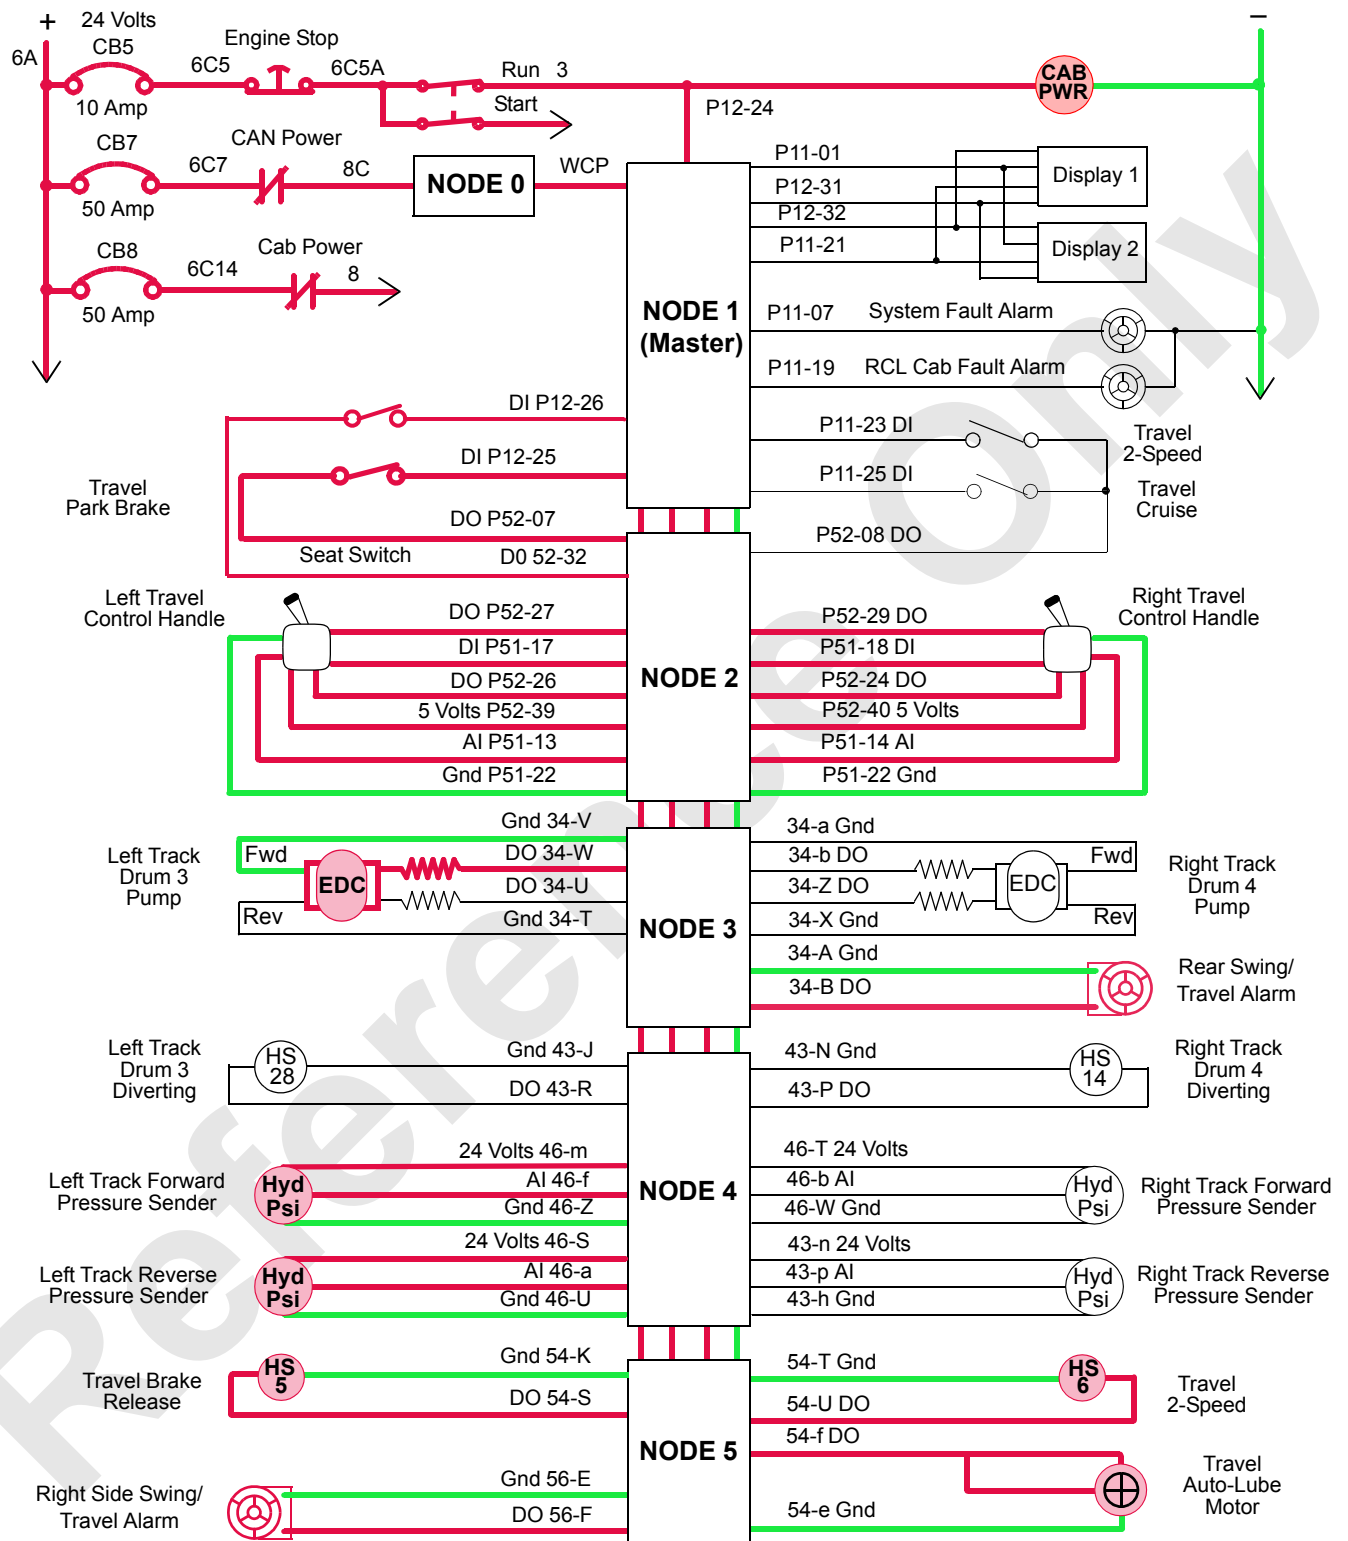 + 24 Volts −
6A
CB5
6C5
Engine Stop
6C5A
Run 3
10 Amp
Start
P12-24
CAB
PWR
CB7
6C7
CAN Power
8C
NODE 0
WCP
50 Amp
CB8
6C14
Cab Power
8
50 Amp
NODE 1
(Master)
P11-01
P12-31
P12-32
P11-21
Display 1
Display 2
P11-07 System Fault Alarm
P11-19 RCL Cab Fault Alarm
DI P12-26
DI P12-25
Travel
Park Brake
DO P52-07
Seat Switch
D0 52-32
P11-23 DI
Travel
2-Speed
P11-25 DI
Travel
Cruise
P52-08 DO
Left Travel
Control Handle
DO P52-27
DI P51-17
DO P52-26
5 Volts P52-39
AI P51-13
Gnd P51-22
NODE 2
P52-29 DO
P51-18 DI
P52-24 DO
P52-40 5 Volts
P51-14 AI
P51-22 Gnd
Right Travel
Control Handle
Left Track
Drum 3
Pump
Fwd
EDC
Rev
Gnd 34-V
DO 34-W
DO 34-U
Gnd 34-T
NODE 3
34-a Gnd
34-b DO
34-Z DO
34-X Gnd
34-A Gnd
34-B DO
Fwd
EDC
Rev
Right Track
Drum 4
Pump
Rear Swing/
Travel Alarm
Left Track
Drum 3
Diverting
HS
28
Gnd 43-J
DO 43-R
43-N Gnd
43-P DO
HS
14
Right Track
Drum 4
Diverting
NODE 4
Left Track Forward
Pressure Sender
Hyd
Psi
24 Volts 46-m
AI 46-f
Gnd 46-Z
46-T 24 Volts
46-b AI
46-W Gnd
Hyd
Psi
Right Track Forward
Pressure Sender
Left Track Reverse
Pressure Sender
Hyd
Psi
24 Volts 46-S
AI 46-a
Gnd 46-U
43-n 24 Volts
43-p AI
43-h Gnd
Hyd
Psi
Right Track Reverse
Pressure Sender
Travel Brake
Release
HS
5
Gnd 54-K
DO 54-S
NODE 5
54-T Gnd
54-U DO
54-f DO
54-e Gnd
HS
6
Travel
2-Speed
Travel
Auto-Lube
Motor
Right Side Swing/
Travel Alarm
Gnd 56-E
DO 56-F
Reference Only